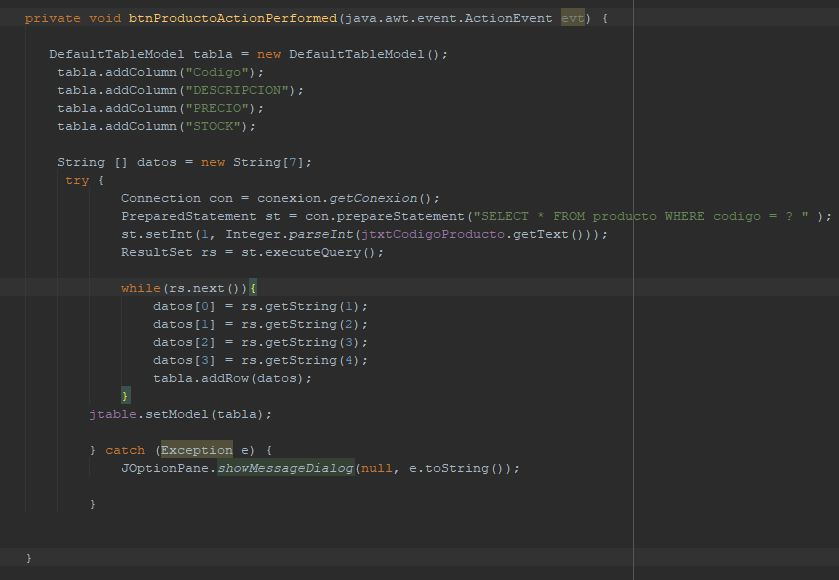 private void btnProductoActionPerformed(java.awt.event.ActionEvent evt) {
DefaultTableModel tabla = new DefaultTableModel();
tabla.addColumn("Codigo");
tabla.addColumn("DESCRIPCION");
tabla.addColumn("PRECIO");
tabla.addColumn("STOCK");
String [] datos = new String[7];
try {
Connection con = conexion.getConexion();
PreparedStatement st = con.prepareStatement("SELECT * FROM producto WHERE codigo = ? " );
st.setInt(1, Integer.parseInt(jtxtCodigoProducto.getText()));
ResultSet rs = st.executeQuery();
while(rs.next()){
datos[0] = rs.getString(1);
datos[1] = rs.getString(2);
datos[2] = rs.getString(3);
datos[3] = rs.getString(4);
tabla.addRow(datos);
}
jtable.setModel(tabla);
} catch (Exception e) {
JOptionPane.showMessageDialog(null, e.toString());
}
}